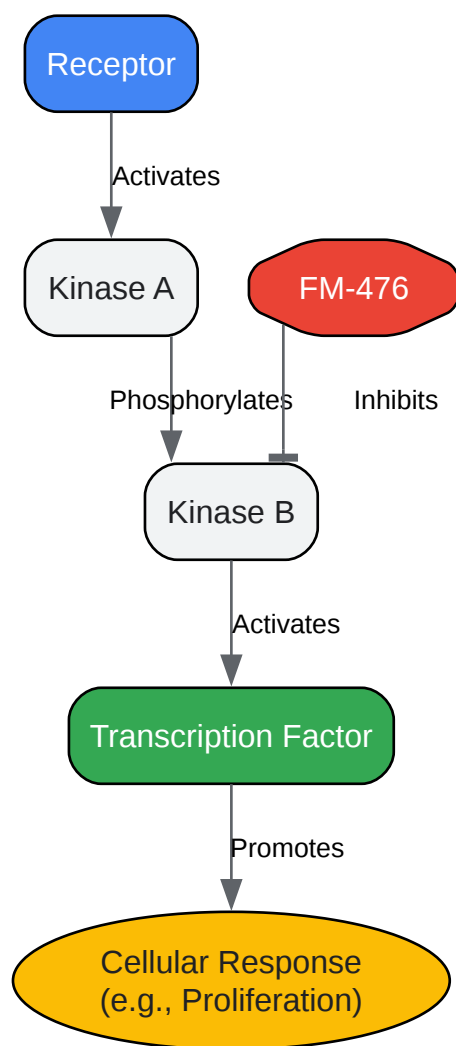 Receptor
Activates
Kinase A
FM-476
Phosphorylates
Inhibits
Kinase B
Activates
Transcription Factor
Promotes
Cellular Response
(e.g., Proliferation)